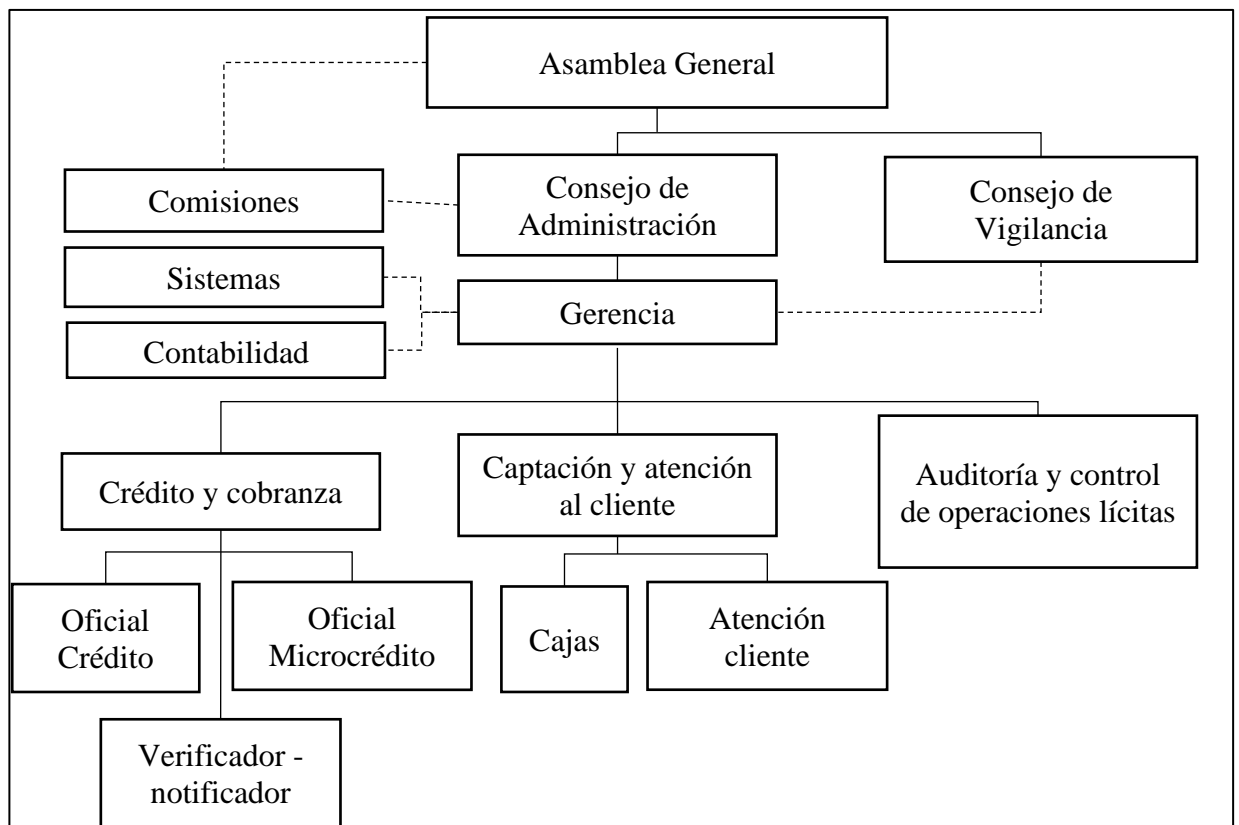 Asamblea General
Comisiones
Consejo de
Administración
Consejo de
Vigilancia
Sistemas
Gerencia
Contabilidad
Crédito y cobranza
Captación y atención
al cliente
Auditoría y control
de operaciones lícitas
Oficial
Crédito
Oficial
Microcrédito
Cajas
Atención
cliente
Verificador -
notificador